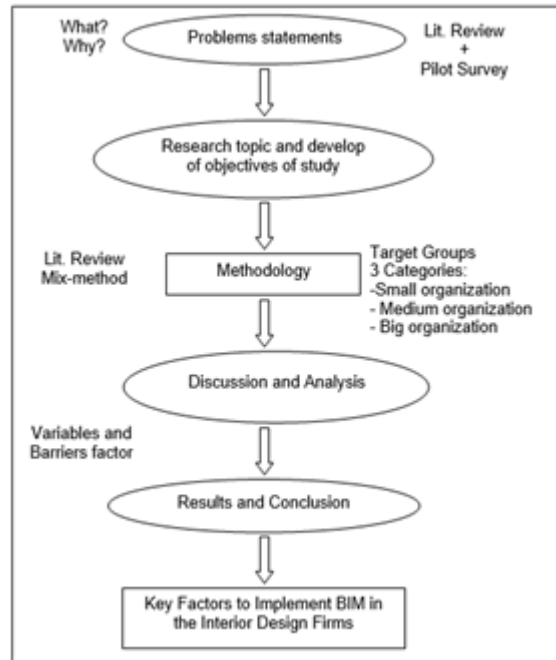 What?
Why?
Problems statements
Lit. Review
+
Pilot Survey
Research topic and develop
of objectives of study
Lit. Review
Mix-method
Methodology
Target Groups
3 Categories:
-Small organization
- Medium organization
- Big organization
Discussion and Analysis
Variables and
Barriers factor
Results and Conclusion
Key Factors to Implement BIM in
the Interior Design Firms